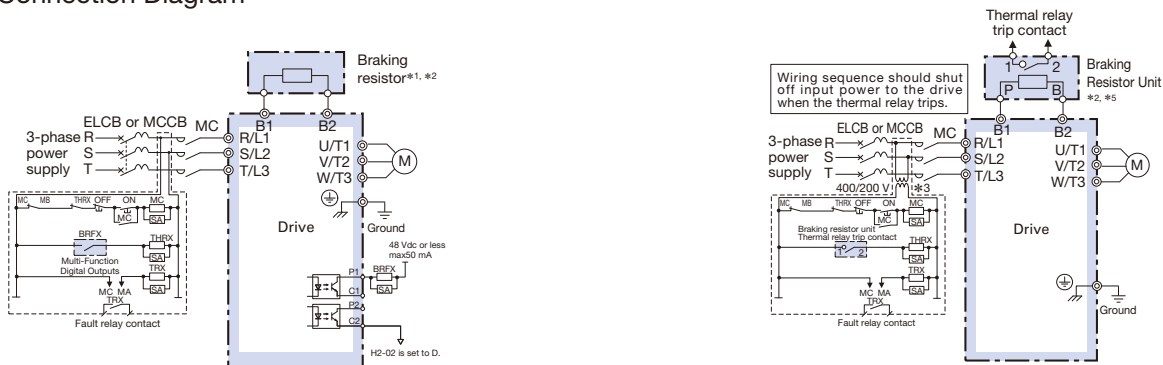 Connection Diagram
Braking
resistor*1, *2
B1 B2
ELCB or MCCB
MC
3-phase R
power S
supply T
R/L1
S/L2
T/L3
U/T1
V/T2
W/T3
M
MC MB THRX OFF ON MC
MC
SA
BRFX
THRX
SA
Multi-Function
Digital Outputs
TRX
SA
MC MA
TRX
Fault relay contact
Drive
Ground
48 Vdc or less
max50 mA
P1
BRFX
SA
C1
P2
C2
H2-02 is set to D.
Thermal relay
trip contact
1 2
Braking
Resistor Unit
*2, *5
P B
Wiring sequence should shut
off input power to the drive
when the thermal relay trips.
B1 B2
ELCB or MCCB
MC
3-phase R
power S
supply T
R/L1
S/L2
T/L3
U/T1
V/T2
W/T3
M
400/200 V *3
MC MB THRX OFF ON MC
MC
SA
Braking resistor unit
Thermal relay trip contact
1 2
THRX
SA
TRX
SA
MC MA
TRX
Fault relay contact
Drive
Ground